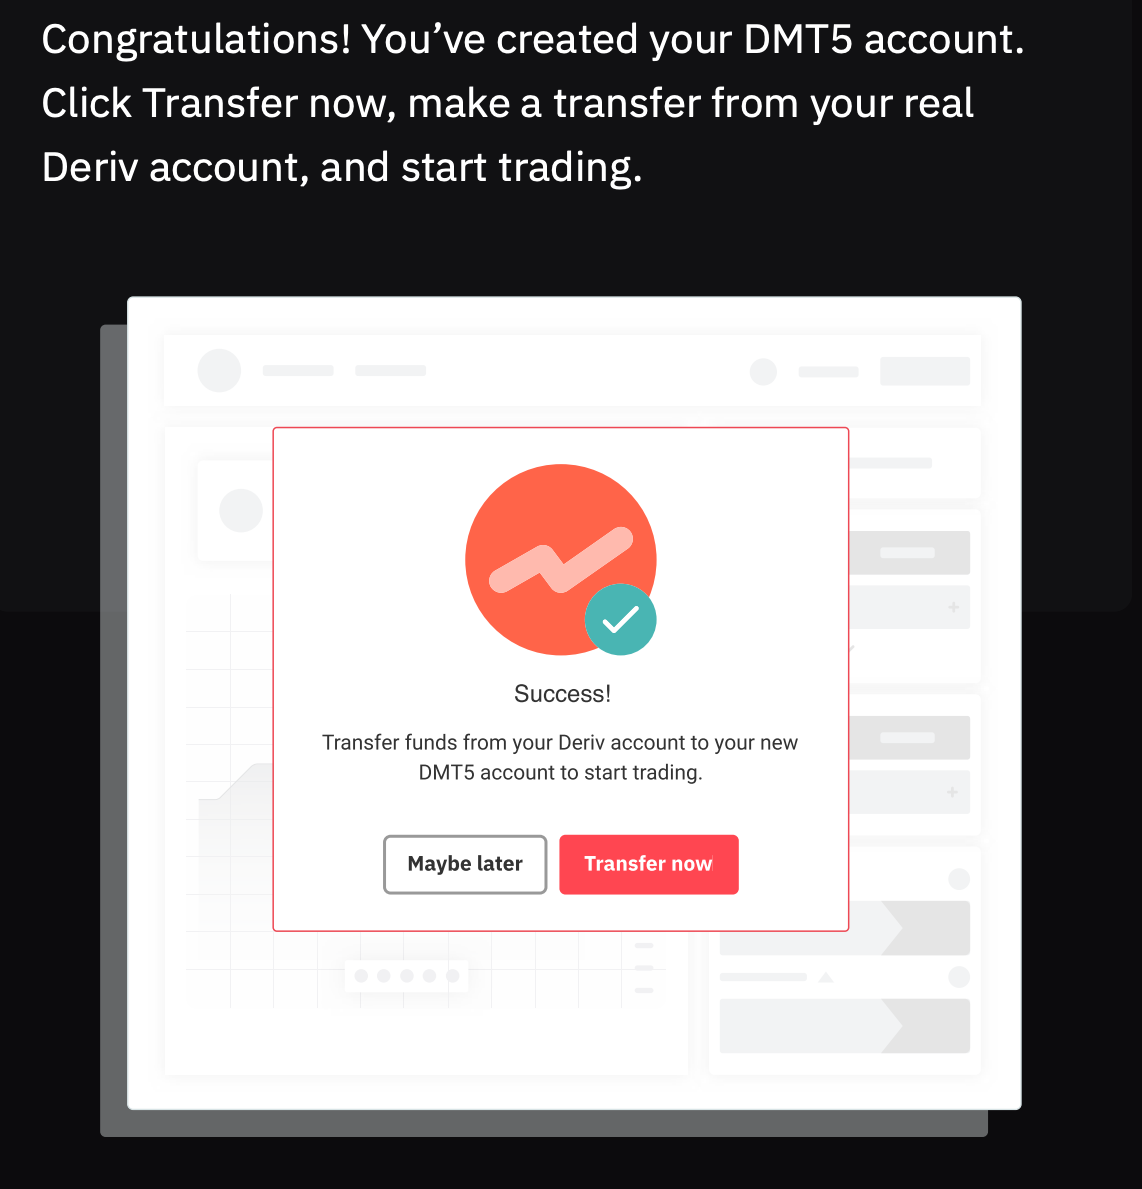 Congratulations! You’ve created your DMT5 account.
Click Transfer now, make a transfer from your real
Deriv account, and start trading.
Success!
Transfer funds from your Deriv account to your new
DMT5 account to start trading.
Maybe later
Transfer now